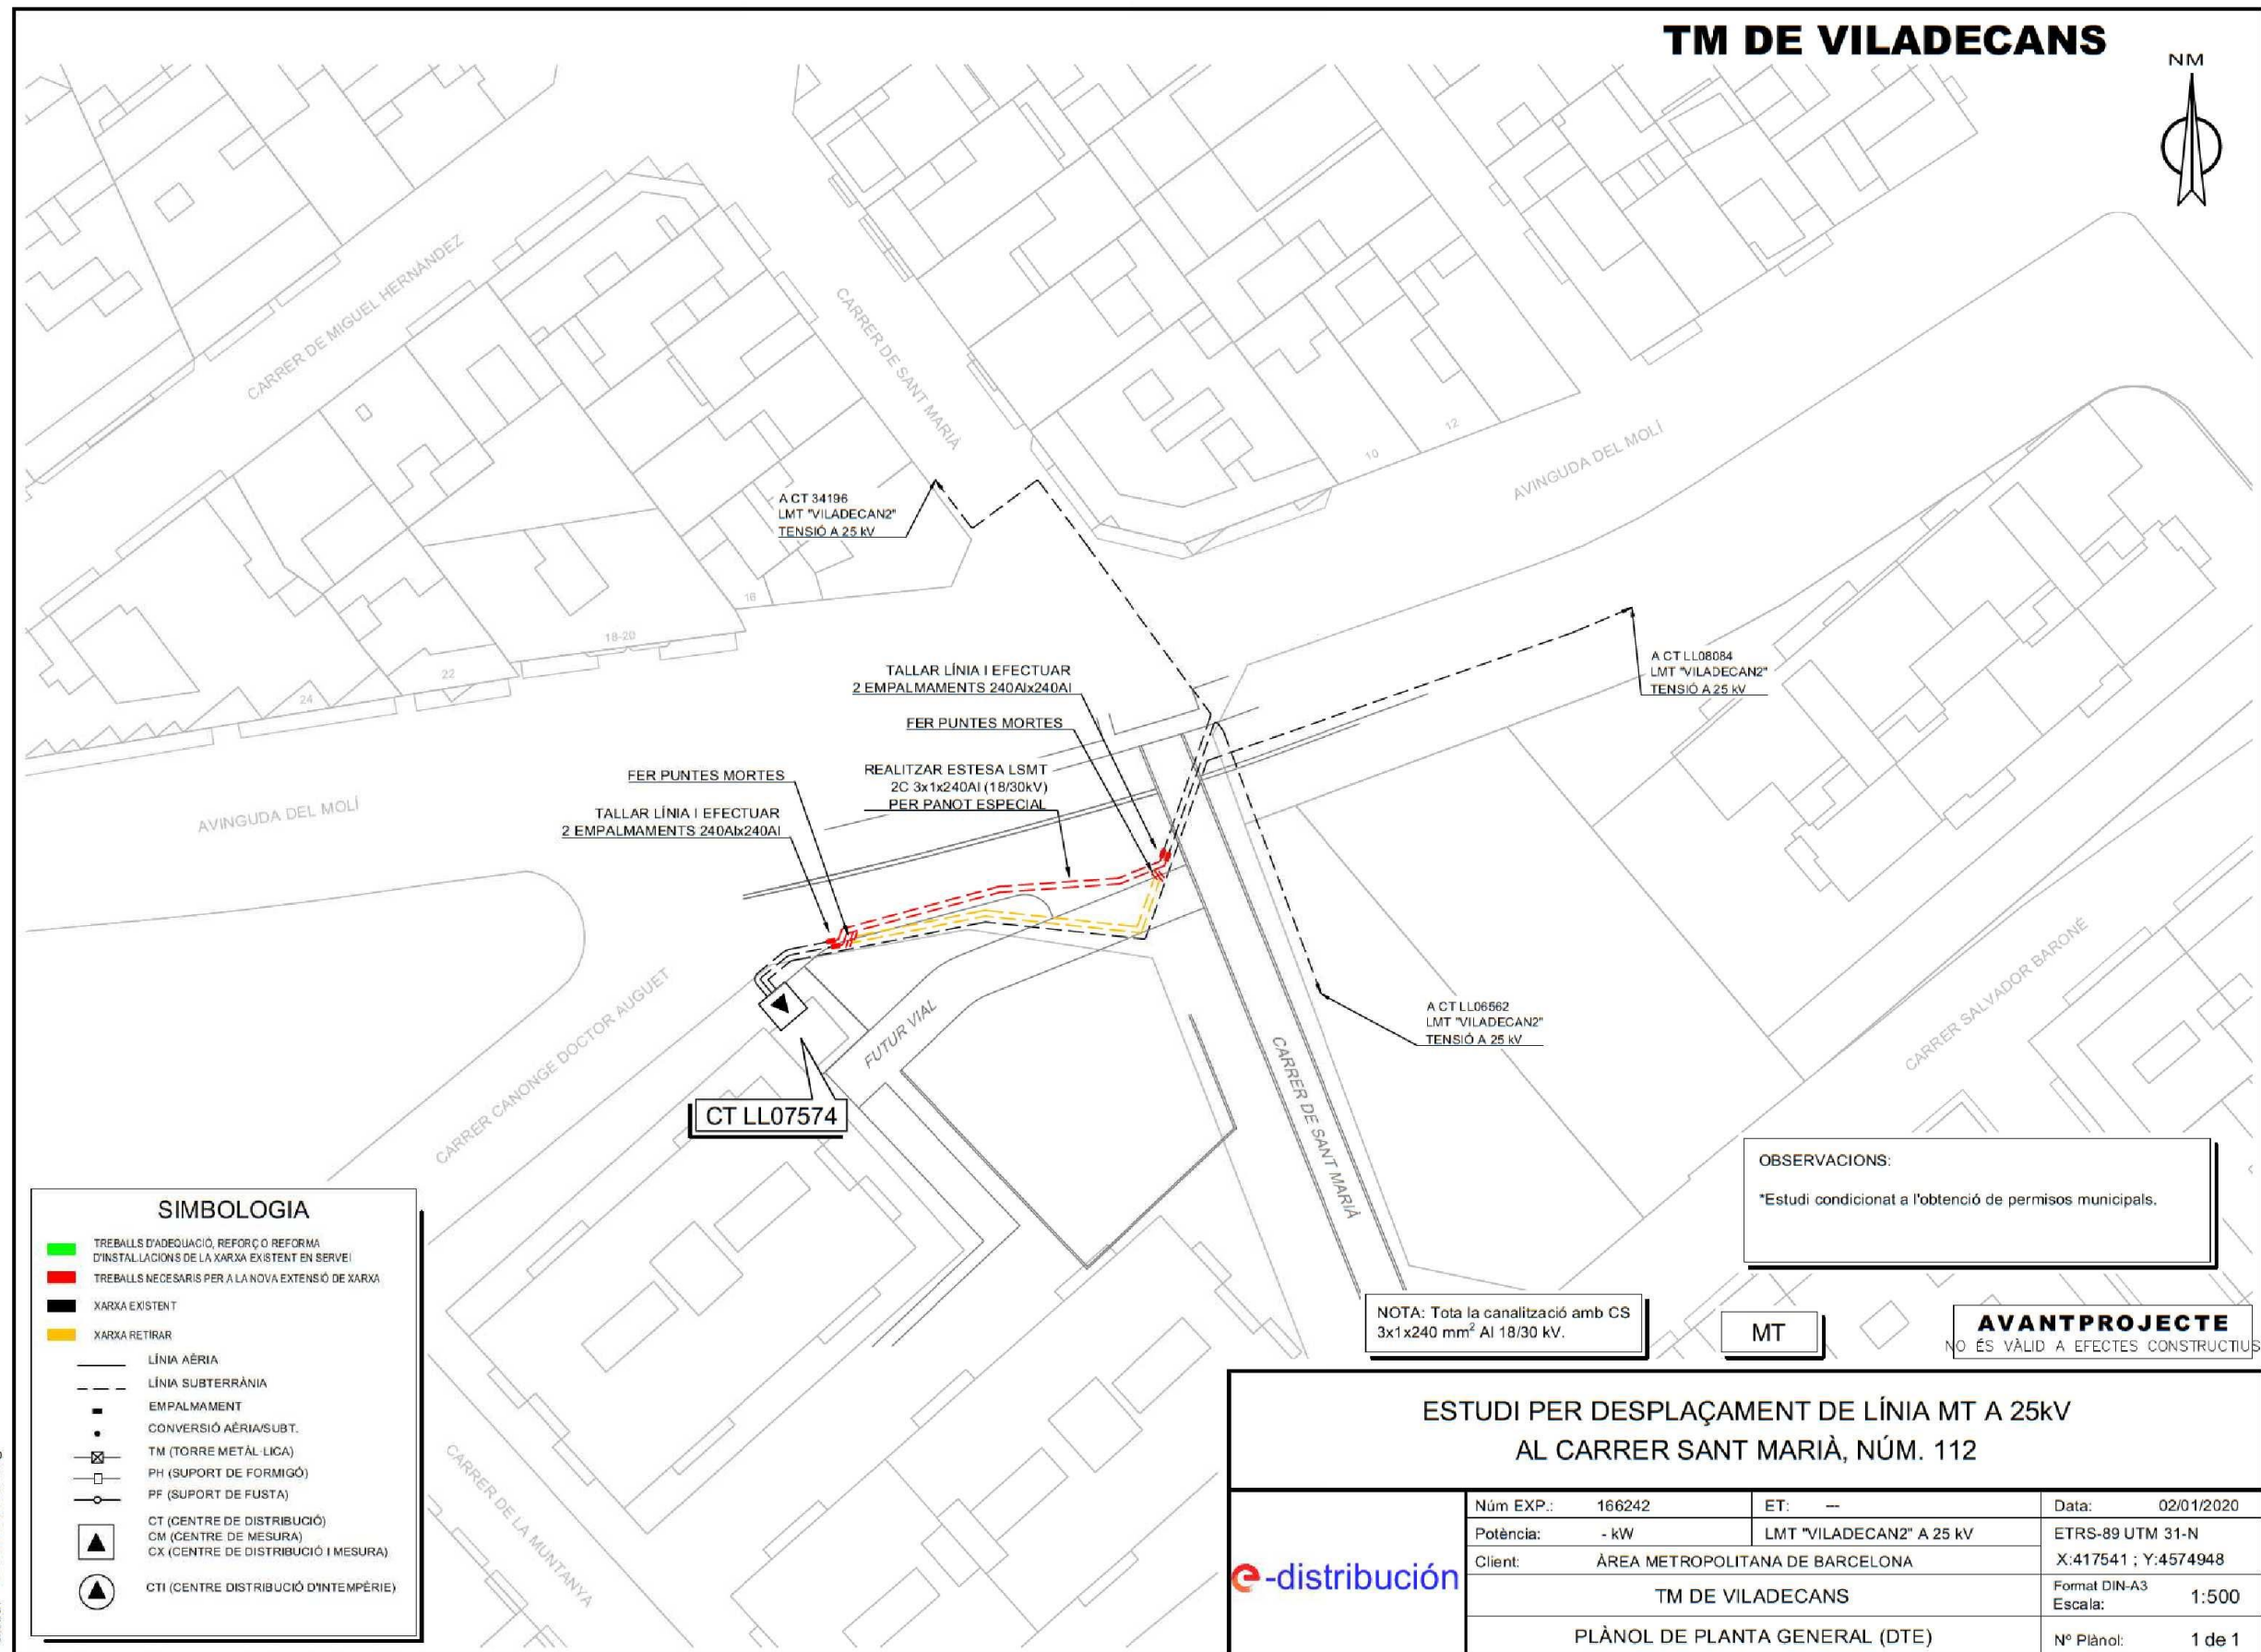 TM DE VILADECANS
NM
CARRER DE MIGUEL HERNÀNDEZ
CARRER DE SANT MARIÀ
A CT 34196
LMT "VILADECAN2"
TENSIÓ A 25 kV
10
12
AVINGUDA DEL MOLÍ
16
18-20
22
24
TALLAR LÍNIA I EFECTUAR
2 EMPALMAMENTS 240Alx240Al
FER PUNTES MORTES
REALITZAR ESTESA LSMT
2C 3x1x240Al (18/30kV)
PER PANOT ESPECIAL
FER PUNTES MORTES
TALLAR LÍNIA I EFECTUAR
2 EMPALMAMENTS 240Alx240Al
A CT LL08084
LMT "VILADECAN2"
TENSIÓ A 25 kV
AVINGUDA DEL MOLÍ
CARRER CANONGE DOCTOR AUGUET
FUTUR VIAL
CT LL07574
A CT LL06562
LMT "VILADECAN2"
TENSIÓ A 25 kV
CARRER DE SANT MARIÀ
CARRER SALVADOR BARONÉ
CARRER DE LA MUNTANYA
OBSERVACIONS:
*Estudi condicionat a l'obtenció de permisos municipals.
SIMBOLOGIA
TREBALLS D'ADEQUACIÓ, REFORÇ O REFORMA
D'INSTAL·LACIONS DE LA XARXA EXISTENT EN SERVEI
TREBALLS NECESARIS PER A LA NOVA EXTENSIÓ DE XARXA
XARXA EXISTENT
XARXA RETIRAR
LÍNIA AÈRIA
LÍNIA SUBTERRÀNIA
EMPALMAMENT
CONVERSIÓ AÈRIA/SUBT.
TM (TORRE METÀL·LICA)
PH (SUPORT DE FORMIGÓ)
PF (SUPORT DE FUSTA)
CT (CENTRE DE DISTRIBUCIÓ)
CM (CENTRE DE MESURA)
CX (CENTRE DE DISTRIBUCIÓ I MESURA)
CTI (CENTRE DISTRIBUCIÓ D'INTEMPÈRIE)
NOTA: Tota la canalització amb CS
3x1x240 mm² Al 18/30 kV.
MT
AVANTPROJECTE
NO ÉS VÀLID A EFECTES CONSTRUCTIUS
ESTUDI PER DESPLAÇAMENT DE LÍNIA MT A 25kV
AL CARRER SANT MARIÀ, NÚM. 112
e-distribución
Núm EXP.: 166242
ET: ---
Data: 02/01/2020
Potència: - kW
LMT "VILADECAN2" A 25 kV
ETRS-89 UTM 31-N
Client: ÀREA METROPOLITANA DE BARCELONA
X:417541 ; Y:4574948
TM DE VILADECANS
Format DIN-A3
Escala: 1:500
PLÀNOL DE PLANTA GENERAL (DTE)
Nº Plànol: 1 de 1